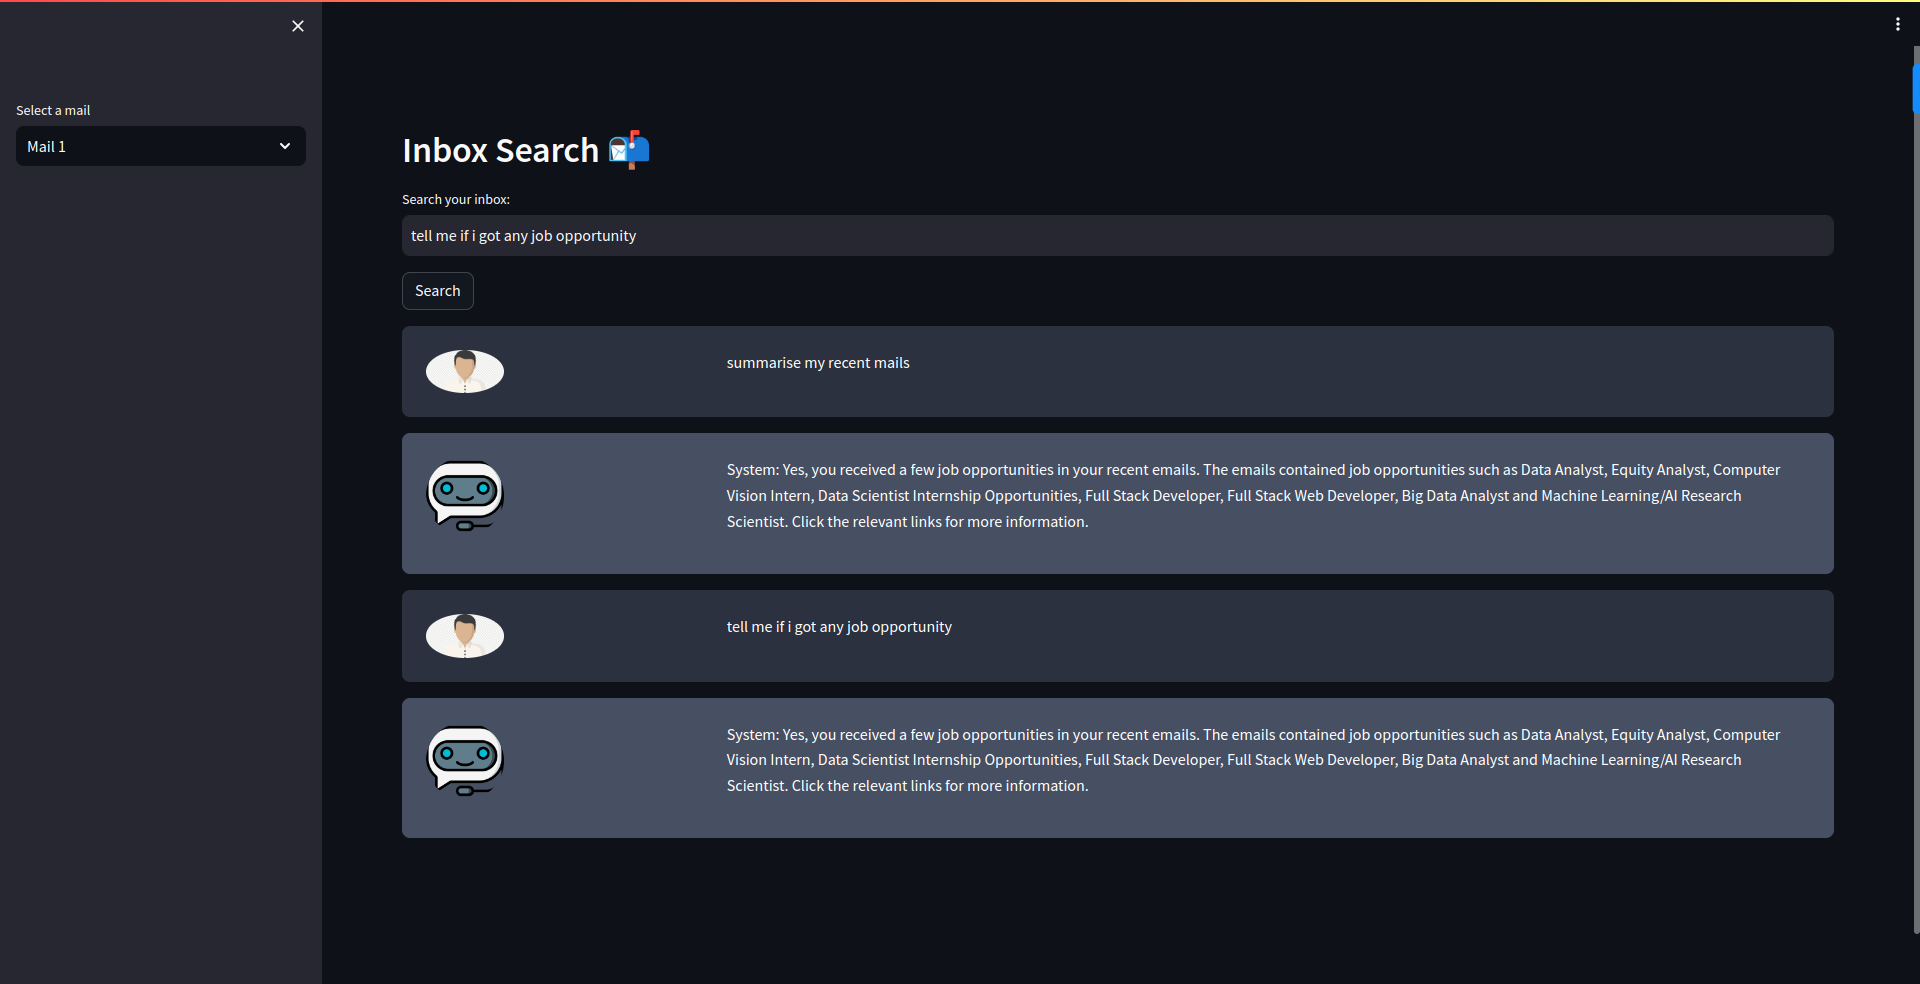 Select a mail
Mail 1
Inbox Search
Search your inbox:
tell me if i got any job opportunity
Search
summarise my recent mails
System: Yes, you received a few job opportunities in your recent emails. The emails contained job opportunities such as Data Analyst, Equity Analyst, Computer
Vision Intern, Data Scientist Internship Opportunities, Full Stack Developer, Full Stack Web Developer, Big Data Analyst and Machine Learning/AI Research
Scientist. Click the relevant links for more information.
tell me if i got any job opportunity
System: Yes, you received a few job opportunities in your recent emails. The emails contained job opportunities such as Data Analyst, Equity Analyst, Computer
Vision Intern, Data Scientist Internship Opportunities, Full Stack Developer, Full Stack Web Developer, Big Data Analyst and Machine Learning/AI Research
Scientist. Click the relevant links for more information.